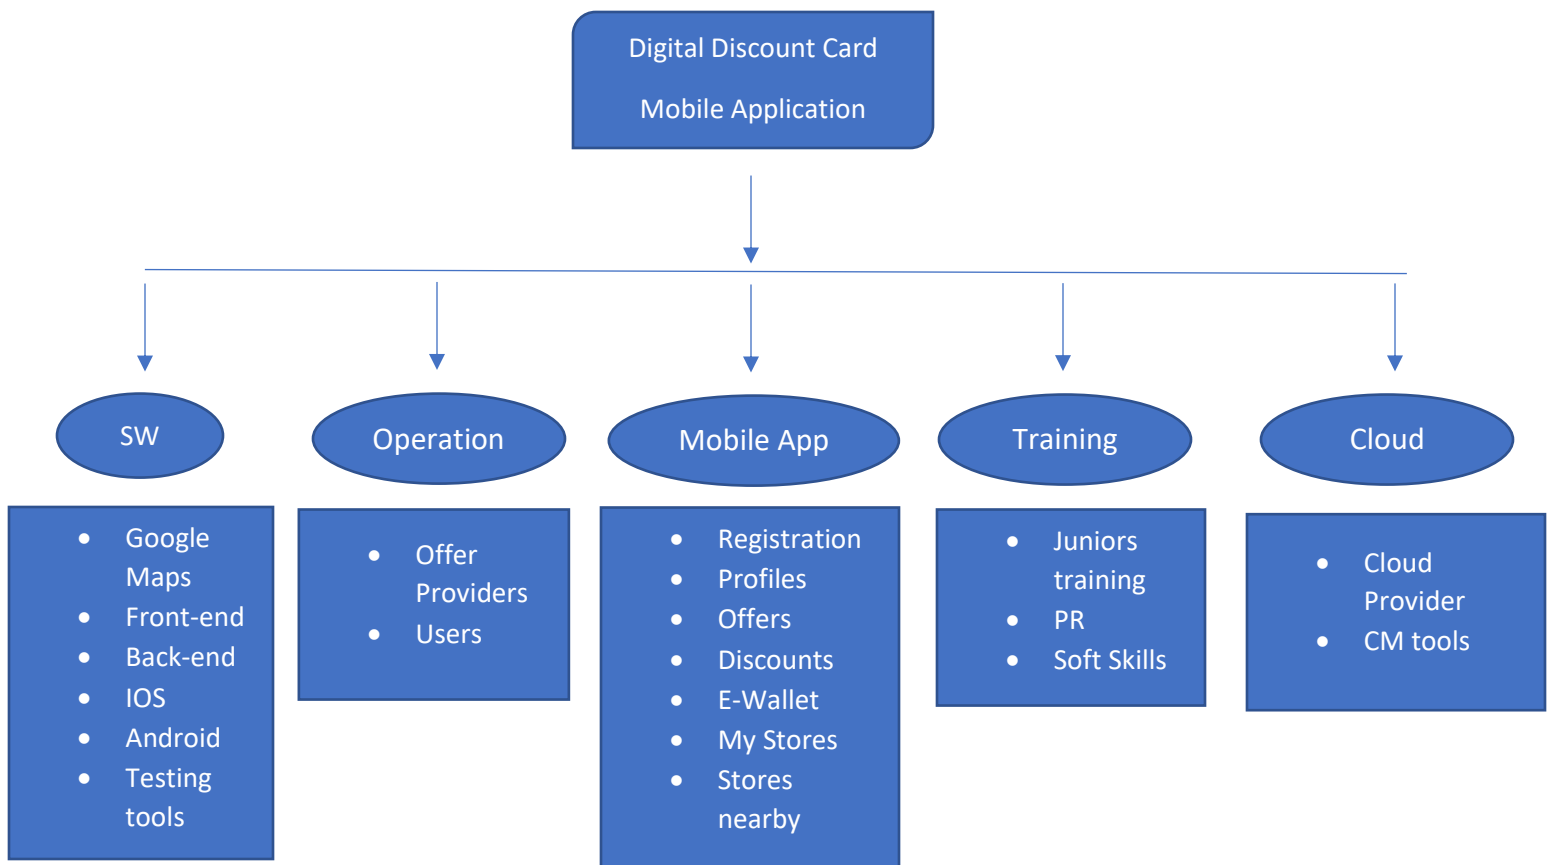 Digital Discount Card
Mobile Application
SW
Operation
Mobile App
Training
Cloud
● Google
Maps
● Front-end
● Back-end
● IOS
● Android
● Testing
tools
● Offer
Providers
● Users
● Registration
● Profiles
● Offers
● Discounts
● E-Wallet
● My Stores
● Stores
nearby
● Juniors
training
● PR
● Soft Skills
● Cloud
Provider
● CM tools